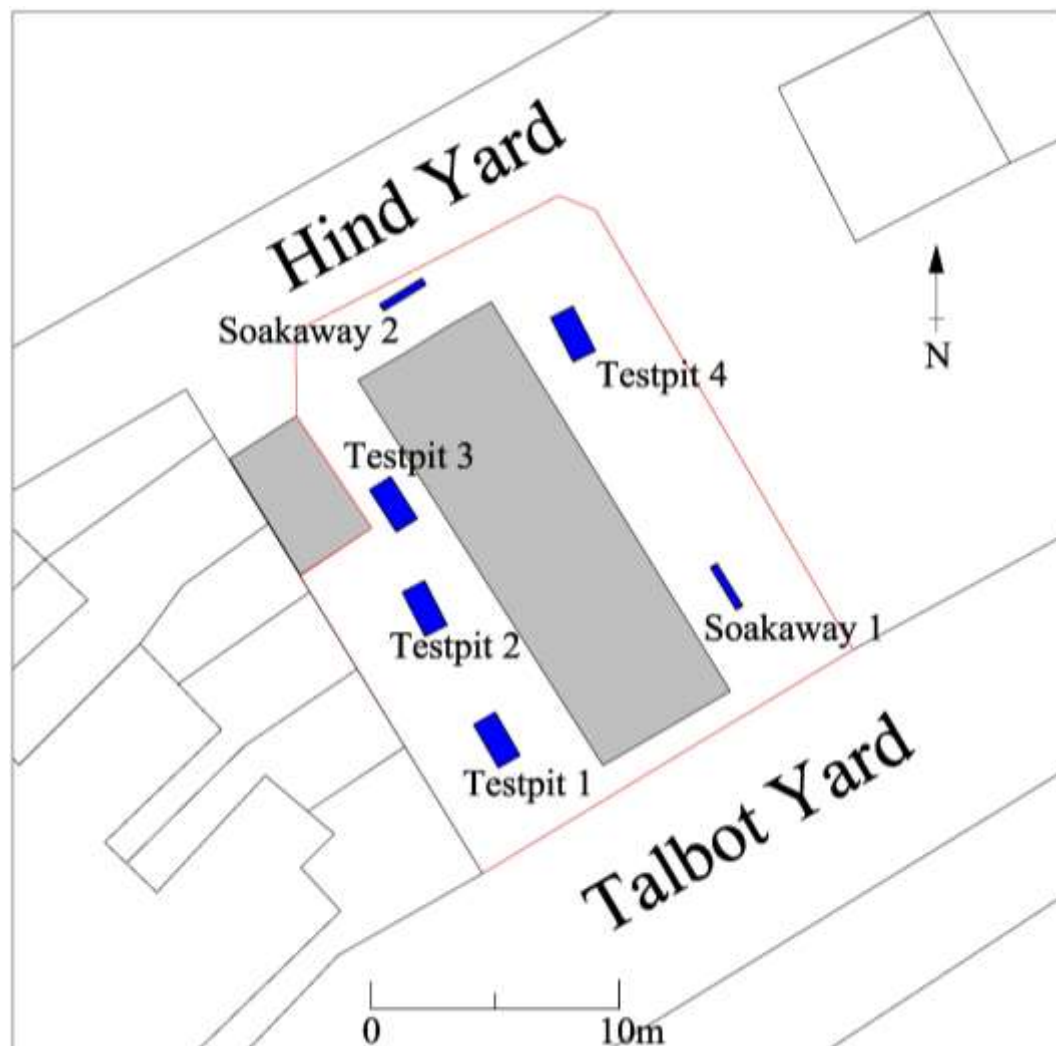 Hind Yard
Soakaway 2
Testpit 4
N
Testpit 3
Soakaway 1
Testpit 2
Testpit 1
Talbot Yard
0 10m